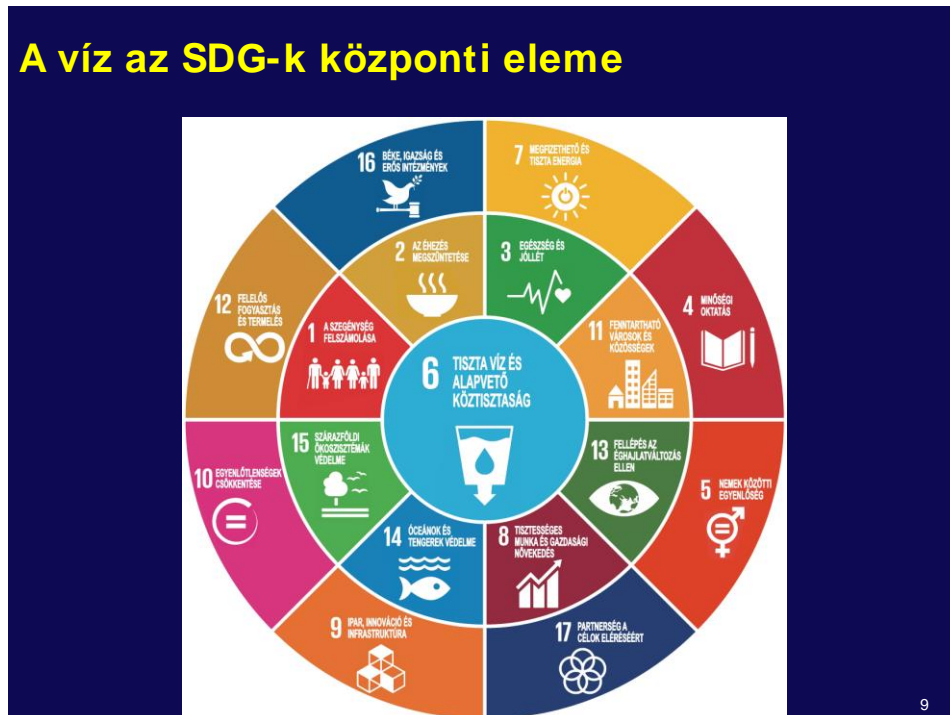 A víz az SDG-k központi eleme
16 BÉKE, IGAZSÁG ÉS
ERŐS INTÉZMÉNYEK
7 MEGFIZETHETŐ ÉS
TISZTA ENERGIA
2 AZ ÉHEZÉS
MEGSZÜNTETÉSE
3 EGÉSZSÉG ÉS
JÓLLÉT
12 FELELŐS
FOGYASZTÁS
ÉS TERMELÉS
4 MINŐSÉGI
OKTATÁS
1 A SZEGÉNYSÉG
FELSZÁMOLÁSA
11 FENNTARTHATÓ
VÁROSOK ÉS
KÖZÖSSÉGEK
6 TISZTA VÍZ ÉS
ALAPVETŐ
KÖZTISZTASÁG
15 SZÁRAZFÖLDI
ÖKOSZISZTÉMÁK
VÉDELME
13 FELLÉPÉS AZ
ÉGHAJLATVÁLTOZÁS
ELLEN
10 EGYENLŐTLENSÉGEK
CSÖKKENTÉSE
5 NEMEK KÖZÖTTI
EGYENLŐSÉG
14 ÓCEÁNOK ÉS
TENGEREK VÉDELME
8 TISZTESSÉGES
MUNKA ÉS GAZDASÁGI
NÖVEKEDÉS
9 IPAR, INNOVÁCIÓ ÉS
INFRASTRUKTÚRA
17 PARTNERSÉG A
CÉLOK ELÉRÉSÉÉRT
9